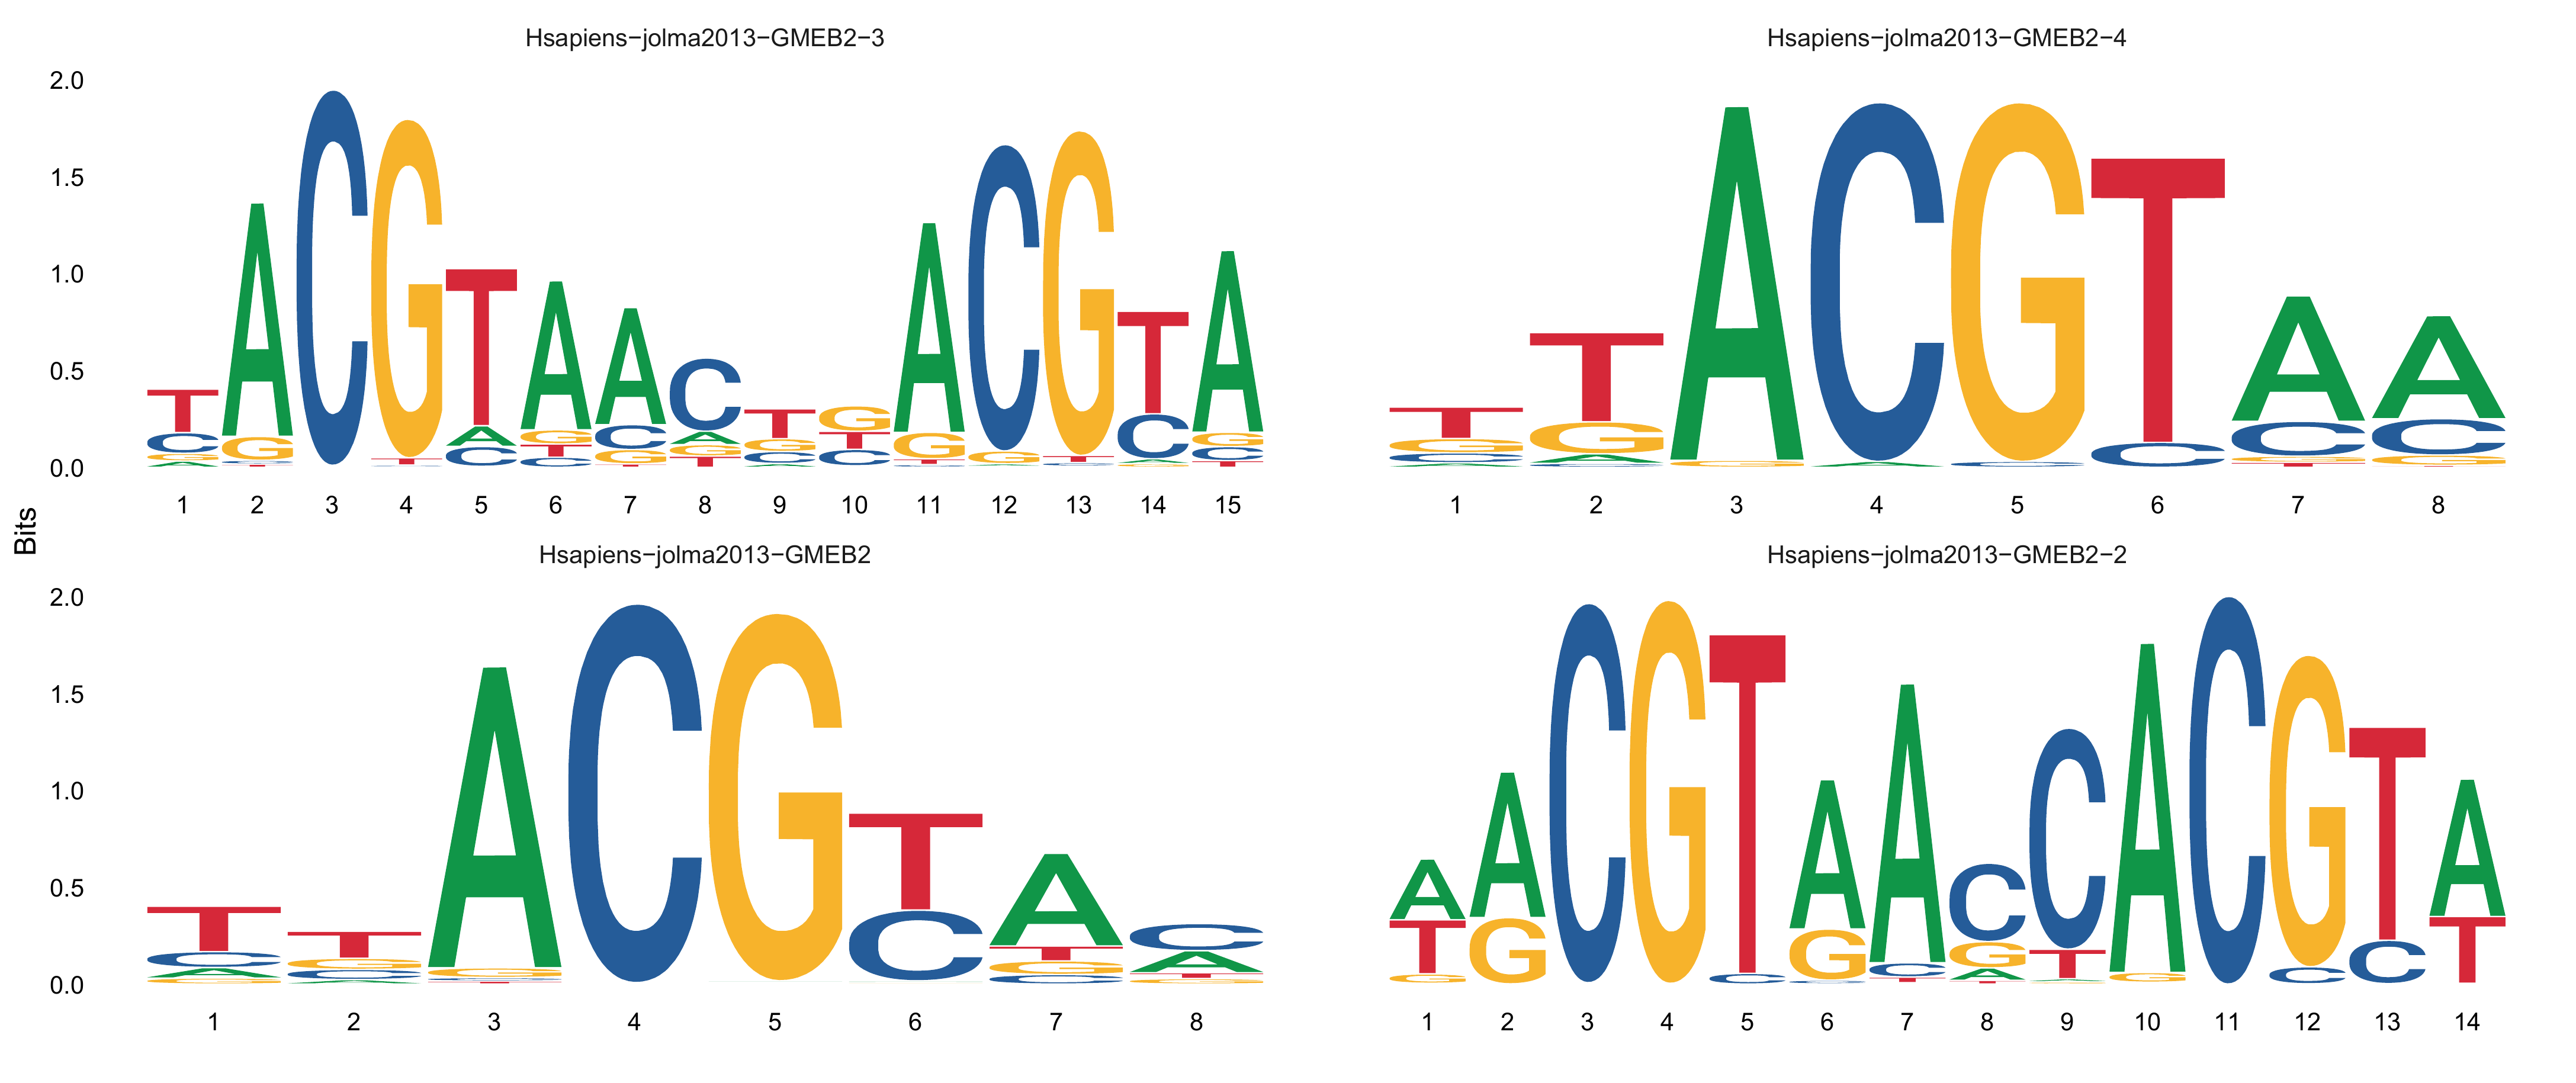 Hsapiens−jolma2013−GMEB2−3
Hsapiens−jolma2013−GMEB2−4
2.0
1.5
1.0
0.5
0.0
1 2 3 4 5 6 7 8 9 10 11 12 13 14 15
1 2 3 4 5 6 7 8
Bits
Hsapiens−jolma2013−GMEB2
Hsapiens−jolma2013−GMEB2−2
2.0
1.5
1.0
0.5
0.0
1 2 3 4 5 6 7 8
1 2 3 4 5 6 7 8 9 10 11 12 13 14